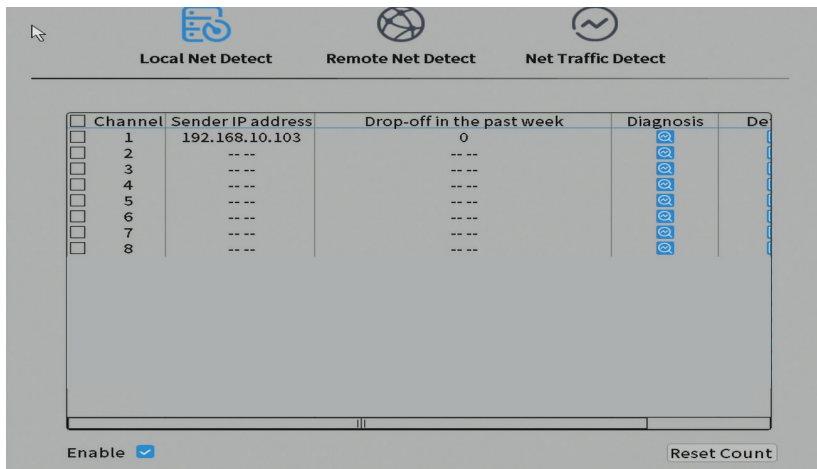 Local Net Detect Remote Net Detect Net Traffic Detect
Channel Sender IP address Drop-off in the past week Diagnosis De
1 192.168.10.103 0
2 -- -- -- --
3 -- -- -- --
4 -- -- -- --
5 -- -- -- --
6 -- -- -- --
7 -- -- -- --
8 -- -- -- --
Enable Reset Count